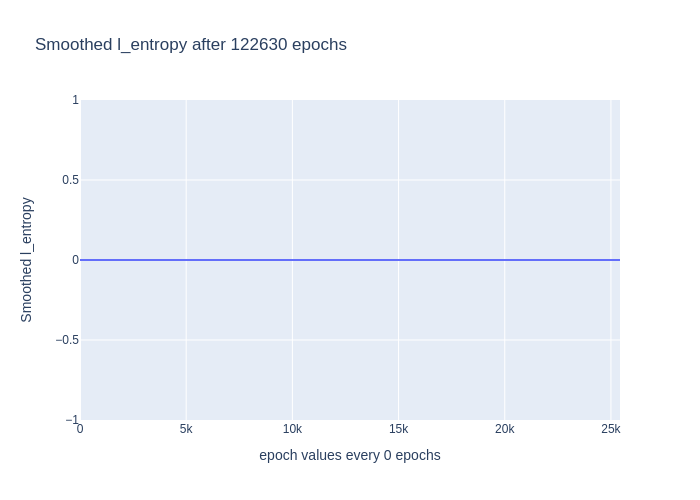 Smoothed l_entropy after 122630 epochs
Smoothed l_entropy
1
0.5
0
−0.5
−1
0
5k
10k
15k
20k
25k
epoch values every 0 epochs